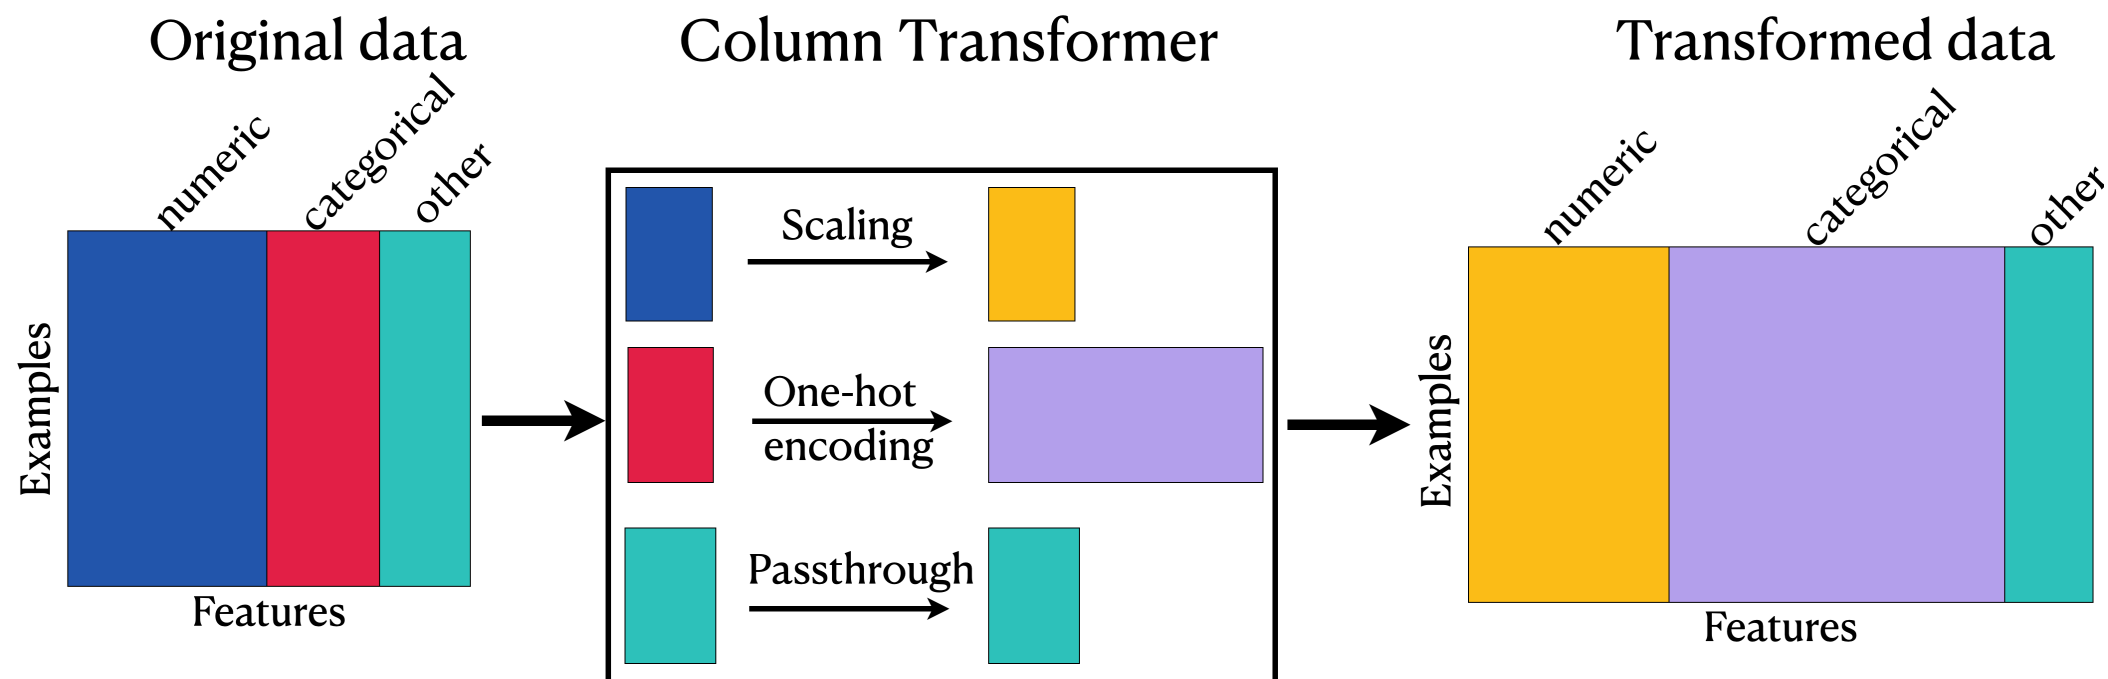 Original data
numeric
categorical
other
Examples
Features
Column Transformer
Scaling
One-hot
encoding
Passthrough
Transformed data
numeric
categorical
other
Examples
Features